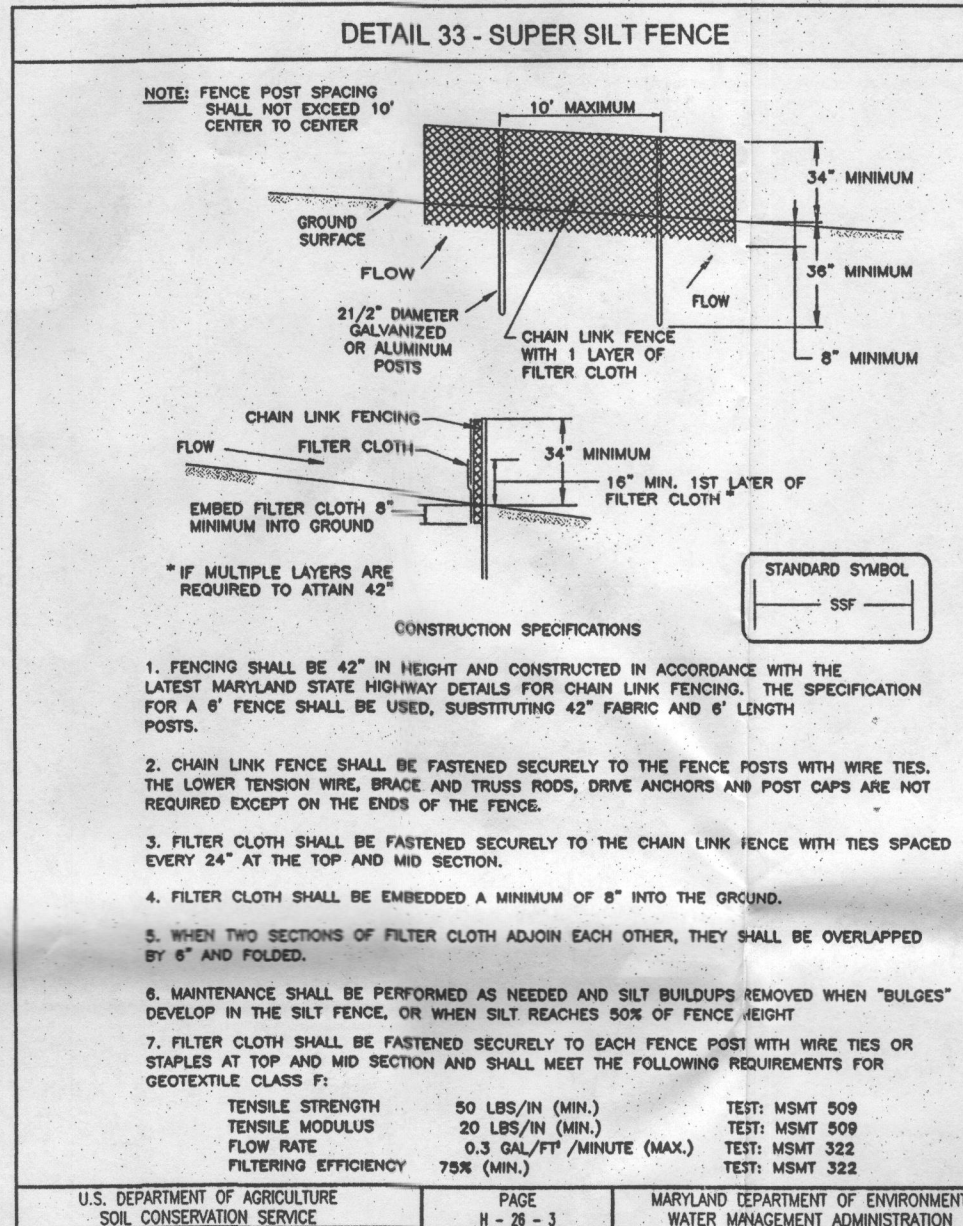 DETAIL 33 - SUPER SILT FENCE
NOTE: FENCE POST SPACING
SHALL NOT EXCEED 10'
CENTER TO CENTER
10' MAXIMUM
34" MINIMUM
GROUND
SURFACE
FLOW
36" MINIMUM
FLOW
21/2" DIAMETER
GALVANIZED
OR ALUMINUM
POSTS
CHAIN LINK FENCE
WITH 1 LAYER OF
FILTER CLOTH
8" MINIMUM
CHAIN LINK FENCING
FLOW
FILTER CLOTH
34" MINIMUM
16" MIN. 1ST LAYER OF
FILTER CLOTH *
EMBED FILTER CLOTH 8"
MINIMUM INTO GROUND
* IF MULTIPLE LAYERS ARE
REQUIRED TO ATTAIN 42"
STANDARD SYMBOL
SSF
CONSTRUCTION SPECIFICATIONS
1. FENCING SHALL BE 42" IN HEIGHT AND CONSTRUCTED IN ACCORDANCE WITH THE
LATEST MARYLAND STATE HIGHWAY DETAILS FOR CHAIN LINK FENCING. THE SPECIFICATION
FOR A 6' FENCE SHALL BE USED, SUBSTITUTING 42" FABRIC AND 6' LENGTH
POSTS.
2. CHAIN LINK FENCE SHALL BE FASTENED SECURELY TO THE FENCE POSTS WITH WIRE TIES.
THE LOWER TENSION WIRE, BRACE AND TRUSS RODS, DRIVE ANCHORS AND POST CAPS ARE NOT
REQUIRED EXCEPT ON THE ENDS OF THE FENCE.
3. FILTER CLOTH SHALL BE FASTENED SECURELY TO THE CHAIN LINK FENCE WITH TIES SPACED
EVERY 24" AT THE TOP AND MID SECTION.
4. FILTER CLOTH SHALL BE EMBEDDED A MINIMUM OF 8" INTO THE GROUND.
5. WHEN TWO SECTIONS OF FILTER CLOTH ADJOIN EACH OTHER, THEY SHALL BE OVERLAPPED
BY 6" AND FOLDED.
6. MAINTENANCE SHALL BE PERFORMED AS NEEDED AND SILT BUILDUPS REMOVED WHEN "BULGES"
DEVELOP IN THE SILT FENCE, OR WHEN SILT REACHES 50% OF FENCE HEIGHT
7. FILTER CLOTH SHALL BE FASTENED SECURELY TO EACH FENCE POST WITH WIRE TIES OR
STAPLES AT TOP AND MID SECTION AND SHALL MEET THE FOLLOWING REQUIREMENTS FOR
GEOTEXTILE CLASS F:
TENSILE STRENGTH 50 LBS/IN (MIN.) TEST: MSMT 509
TENSILE MODULUS 20 LBS/IN (MIN.) TEST: MSMT 509
FLOW RATE 0.3 GAL/FT² /MINUTE (MAX.) TEST: MSMT 322
FILTERING EFFICIENCY 75% (MIN.) TEST: MSMT 322
U.S. DEPARTMENT OF AGRICULTURE
SOIL CONSERVATION SERVICE
PAGE
H - 26 - 3
MARYLAND DEPARTMENT OF ENVIRONMENT
WATER MANAGEMENT ADMINISTRATION